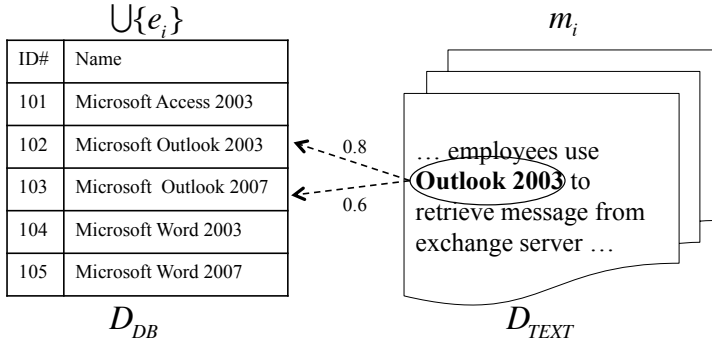 ⋃{e_i}
m_i
ID# Name
101 Microsoft Access 2003
102 Microsoft Outlook 2003
103 Microsoft Outlook 2007
104 Microsoft Word 2003
105 Microsoft Word 2007
0.8
0.6
… employees use
Outlook 2003 to
retrieve message from
exchange server …
D_DB
D_TEXT